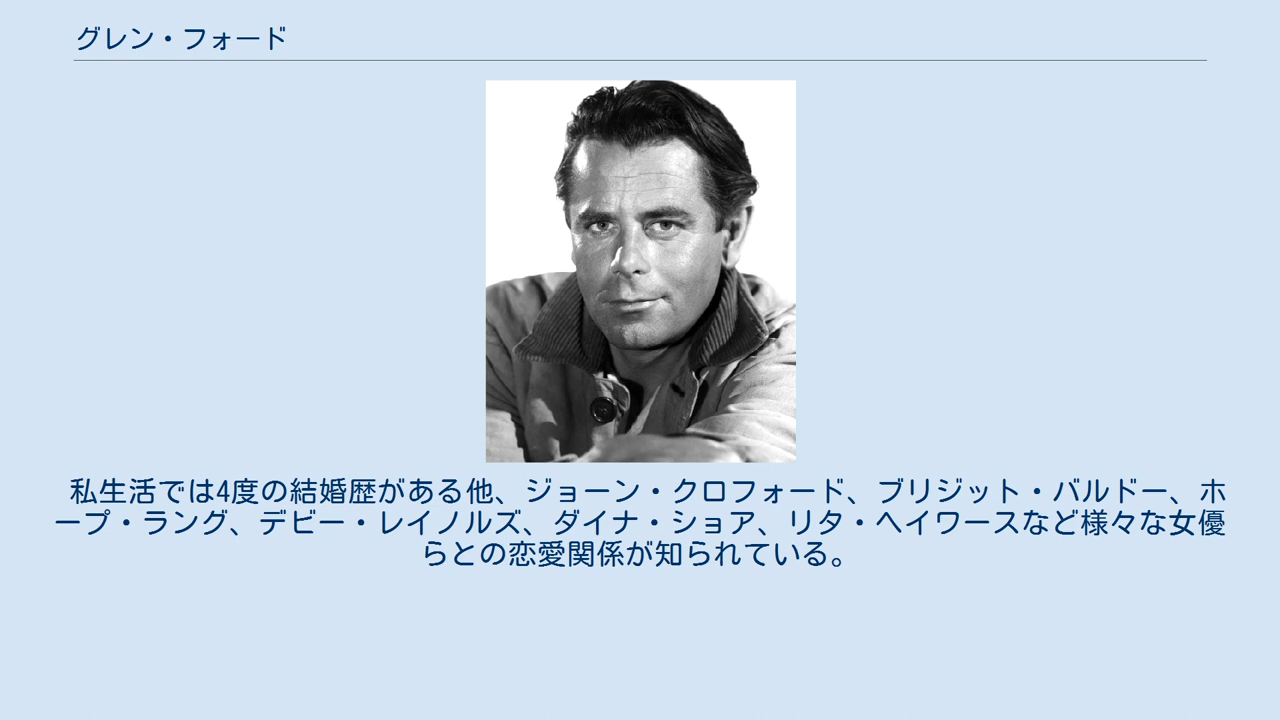 グレン・フォード
私生活では4度の結婚歴がある他、ジョーン・クロフォード、ブリジット・バルドー、ホ
ープ・ラング、デビー・レイノルズ、ダイナ・ショア、リタ・ヘイワースなど様々な女優
らとの恋愛関係が知られている。